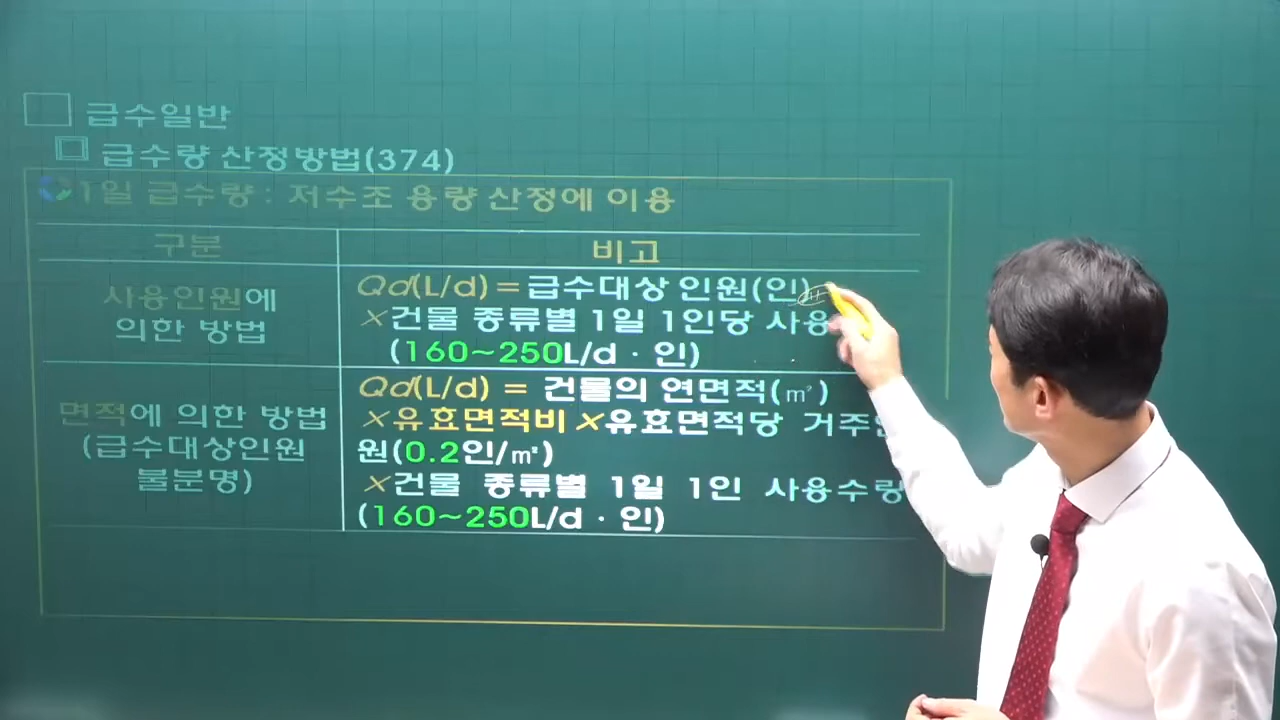 급수일반
급수량 산정방법(374)
1일 급수량 : 저수조 용량 산정에 이용
구분
비고
사용인원에
의한 방법
Qd(L/d) = 급수대상 인원(인)
×건물 종류별 1일 1인당
(160~250L/d · 인)
면적에 의한 방법
(급수대상인원
불분명)
Qd(L/d) = 건물의 연면적(㎡)
×유효면적비×유효면적당
원(0.2인/㎡)
×건물 종류별 1일 1인 사용수량
(160~250L/d · 인)